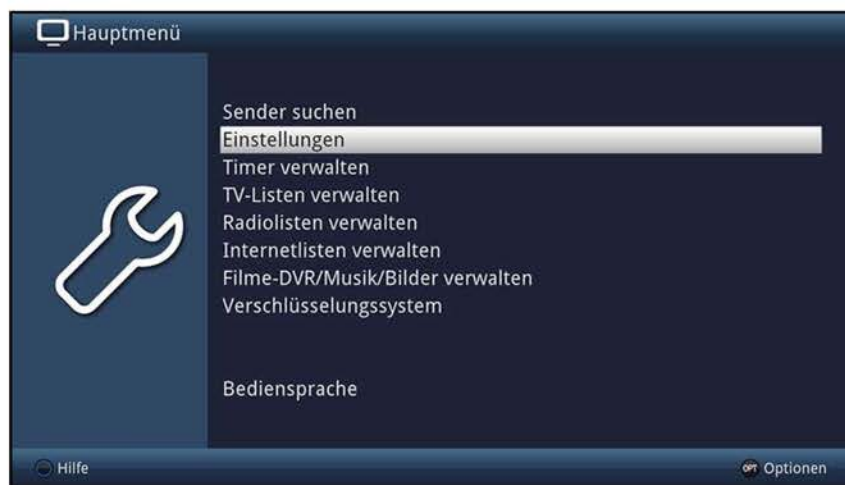 Hauptmenü
Sender suchen
Einstellungen
Timer verwalten
TV-Listen verwalten
Radiolisten verwalten
Internetlisten verwalten
Filme-DVR/Musik/Bilder verwalten
Verschlüsselungssystem
Bediensprache
Hilfe
OPT Optionen